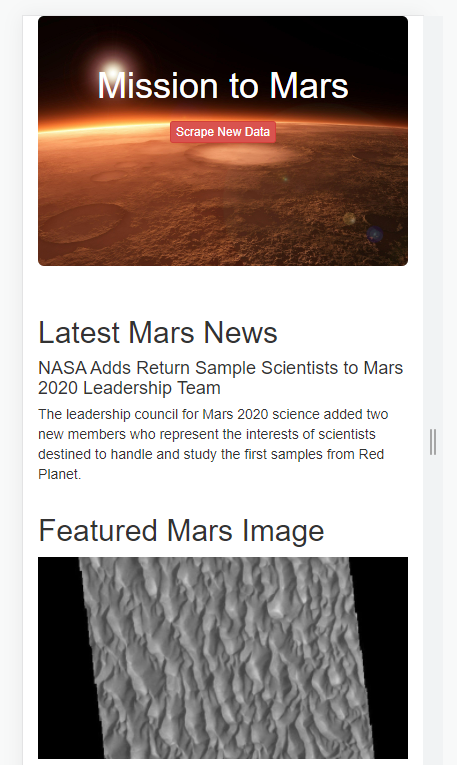 Mission to Mars
Scrape New Data
Latest Mars News
NASA Adds Return Sample Scientists to Mars
2020 Leadership Team
The leadership council for Mars 2020 science added two
new members who represent the interests of scientists
destined to handle and study the first samples from Red
Planet.
Featured Mars Image